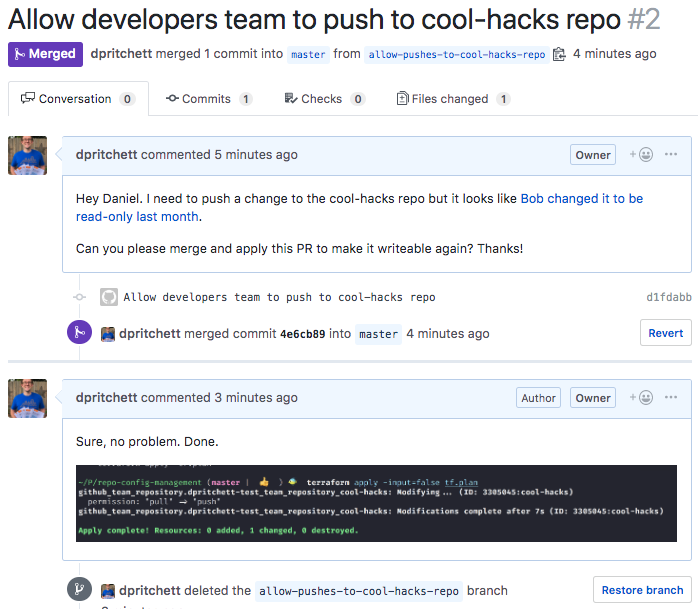 Allow developers team to push to cool-hacks repo #2
Merged dpritchett merged 1 commit into master from allow-pushes-to-cool-hacks-repo 4 minutes ago
Conversation 0 Commits 1 Checks 0 Files changed 1
dpritchett commented 5 minutes ago Owner
Hey Daniel. I need to push a change to the cool-hacks repo but it looks like Bob changed it to be
read-only last month.
Can you please merge and apply this PR to make it writeable again? Thanks!
Allow developers team to push to cool-hacks repo d1fdabb
dpritchett merged commit 4e6cb89 into master 4 minutes ago Revert
dpritchett commented 3 minutes ago Author Owner
Sure, no problem. Done.
~/P/repo-config-management (master | 👍 ) terraform apply -input=false tf.plan
github_team_repository.dpritchett-test_team_repository_cool-hacks: Modifying... (ID: 3305045:cool-hacks)
permission: "pull" => "push"
github_team_repository.dpritchett-test_team_repository_cool-hacks: Modifications complete after 7s (ID: 3305045:cool-hacks)
Apply complete! Resources: 0 added, 1 changed, 0 destroyed.
dpritchett deleted the allow-pushes-to-cool-hacks-repo branch Restore branch